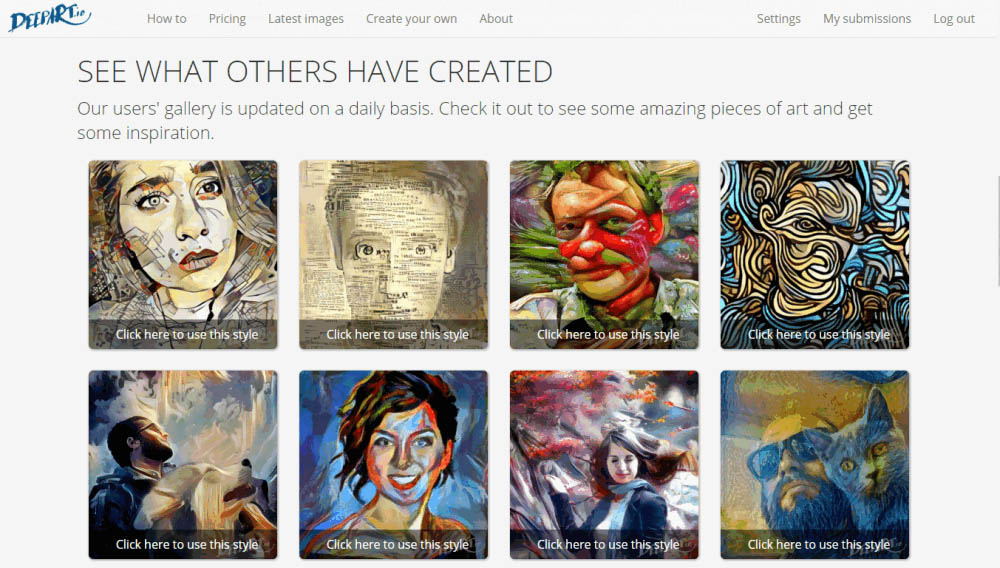 DEEPART.io
How to
Pricing
Latest images
Create your own
About
Settings
My submissions
Log out
SEE WHAT OTHERS HAVE CREATED
Our users' gallery is updated on a daily basis. Check it out to see some amazing pieces of art and get
some inspiration.
Click here to use this style
Click here to use this style
Click here to use this style
Click here to use this style
Click here to use this style
Click here to use this style
Click here to use this style
Click here to use this style